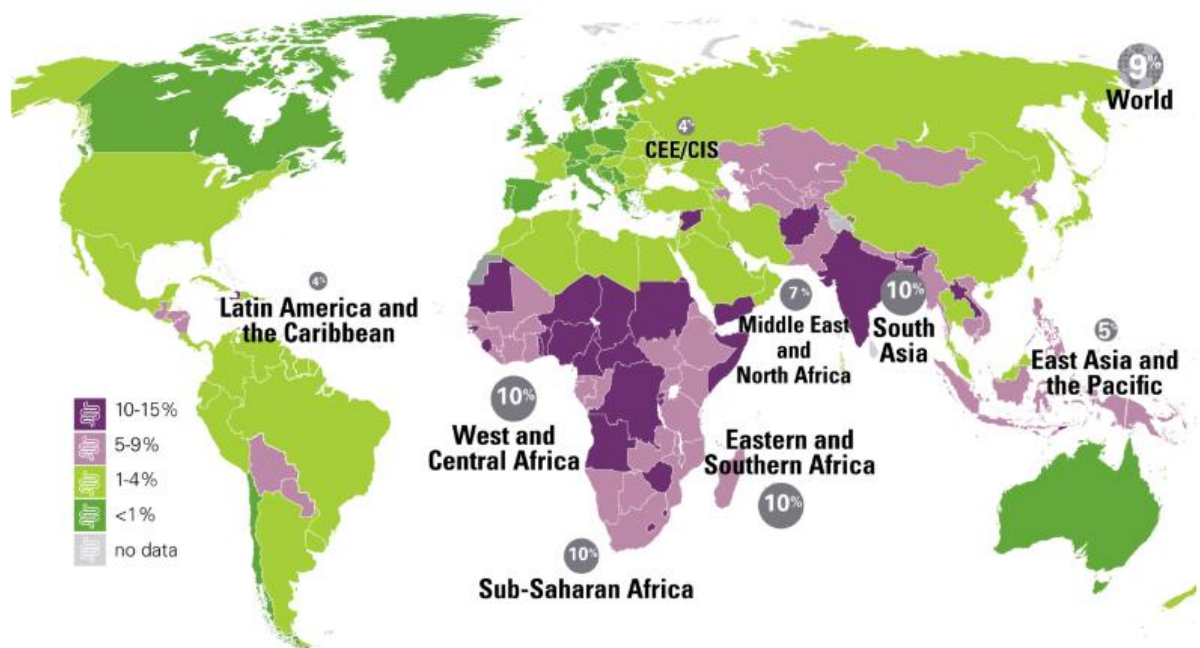 9%
World
4%
CEE/CIS
4%
Latin America and
the Caribbean
7%
Middle East
and
North Africa
10%
South
Asia
5%
East Asia and
the Pacific
10%
West and
Central Africa
Eastern and
Southern Africa
10%
10%
Sub-Saharan Africa
10-15%
5-9%
1-4%
<1%
no data